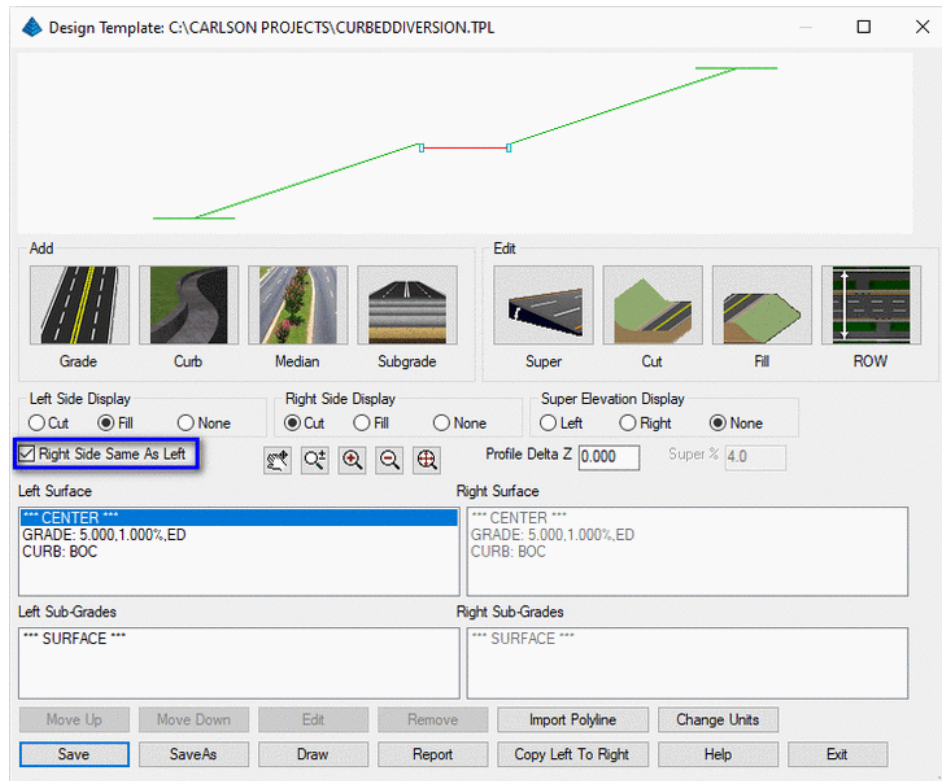 Design Template: C:\CARLSON PROJECTS\CURBEDDIVERSION.TPL
Add
Edit
Grade Curb Median Subgrade Super Cut Fill ROW
Left Side Display Right Side Display Super Elevation Display
Cut Fill None Cut Fill None Left Right None
Right Side Same As Left Profile Delta Z 0.000 Super % 4.0
Left Surface Right Surface
*** CENTER *** *** CENTER ***
GRADE: 5.000,1.000%,ED GRADE: 5.000,1.000%,ED
CURB: BOC CURB: BOC
Left Sub-Grades Right Sub-Grades
*** SURFACE *** *** SURFACE ***
Move Up Move Down Edit Remove Import Polyline Change Units
Save SaveAs Draw Report Copy Left To Right Help Exit